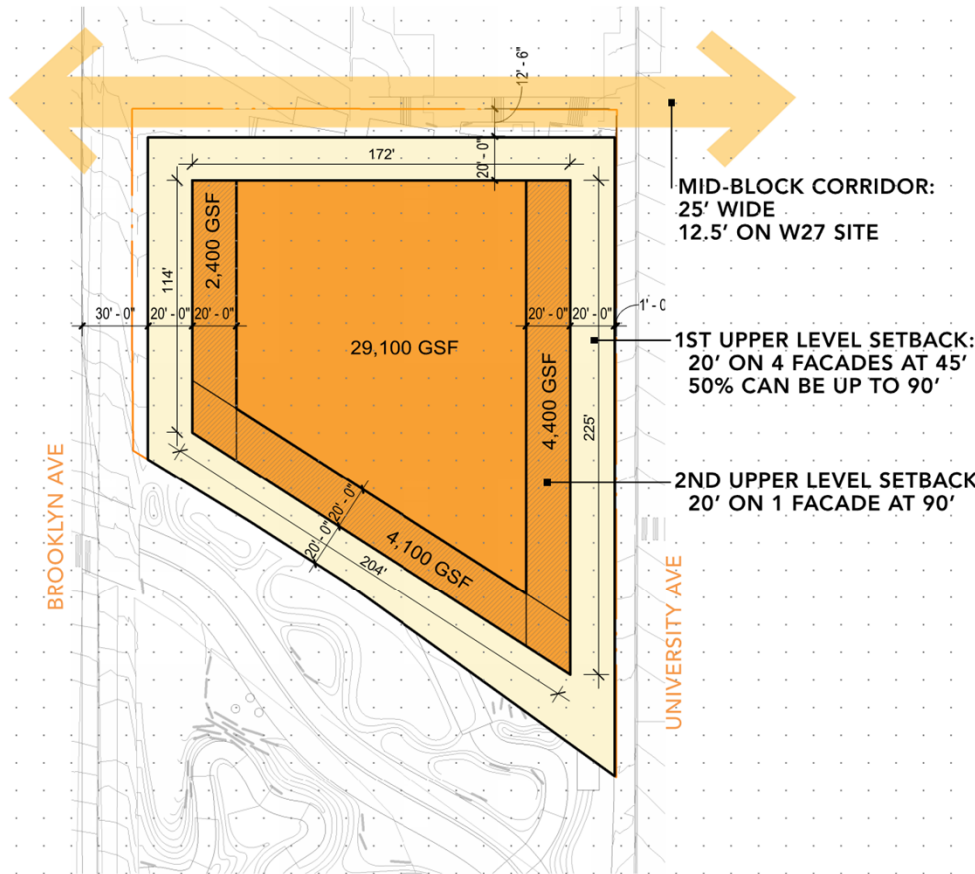 12' - 6"
172'
20' - 0"
MID-BLOCK CORRIDOR:
25' WIDE
12.5' ON W27 SITE
2,400 GSF
114'
30' - 0"
20' - 0"
20' - 0"
20' - 0"
20' - 0"
1' - 0
29,100 GSF
1ST UPPER LEVEL SETBACK:
20' ON 4 FACADES AT 45'
50% CAN BE UP TO 90'
4,400 GSF
225'
2ND UPPER LEVEL SETBACK
20' ON 1 FACADE AT 90'
BROOKLYN AVE
20' - 0"
20' - 0"
4,100 GSF
204'
UNIVERSITY AVE